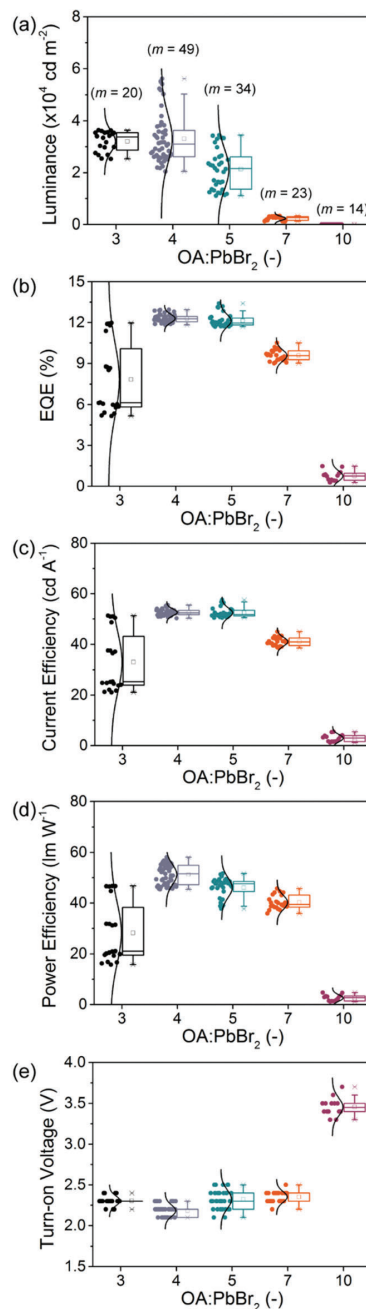 (a)
Luminance (x10⁴ cd m⁻²)
8
6
4
2
0
(m = 20)
(m = 49)
(m = 34)
(m = 23)
(m = 14)
3 4 5 7 10
OA:PbBr₂ (-)
(b)
EQE (%)
15
12
9
6
3
0
3 4 5 7 10
OA:PbBr₂ (-)
(c)
Current Efficiency (cd A⁻¹)
80
60
40
20
0
3 4 5 7 10
OA:PbBr₂ (-)
(d)
Power Efficiency (lm W⁻¹)
80
60
40
20
0
3 4 5 7 10
OA:PbBr₂ (-)
(e)
Turn-on Voltage (V)
4.0
3.5
3.0
2.5
2.0
1.5
3 4 5 7 10
OA:PbBr₂ (-)